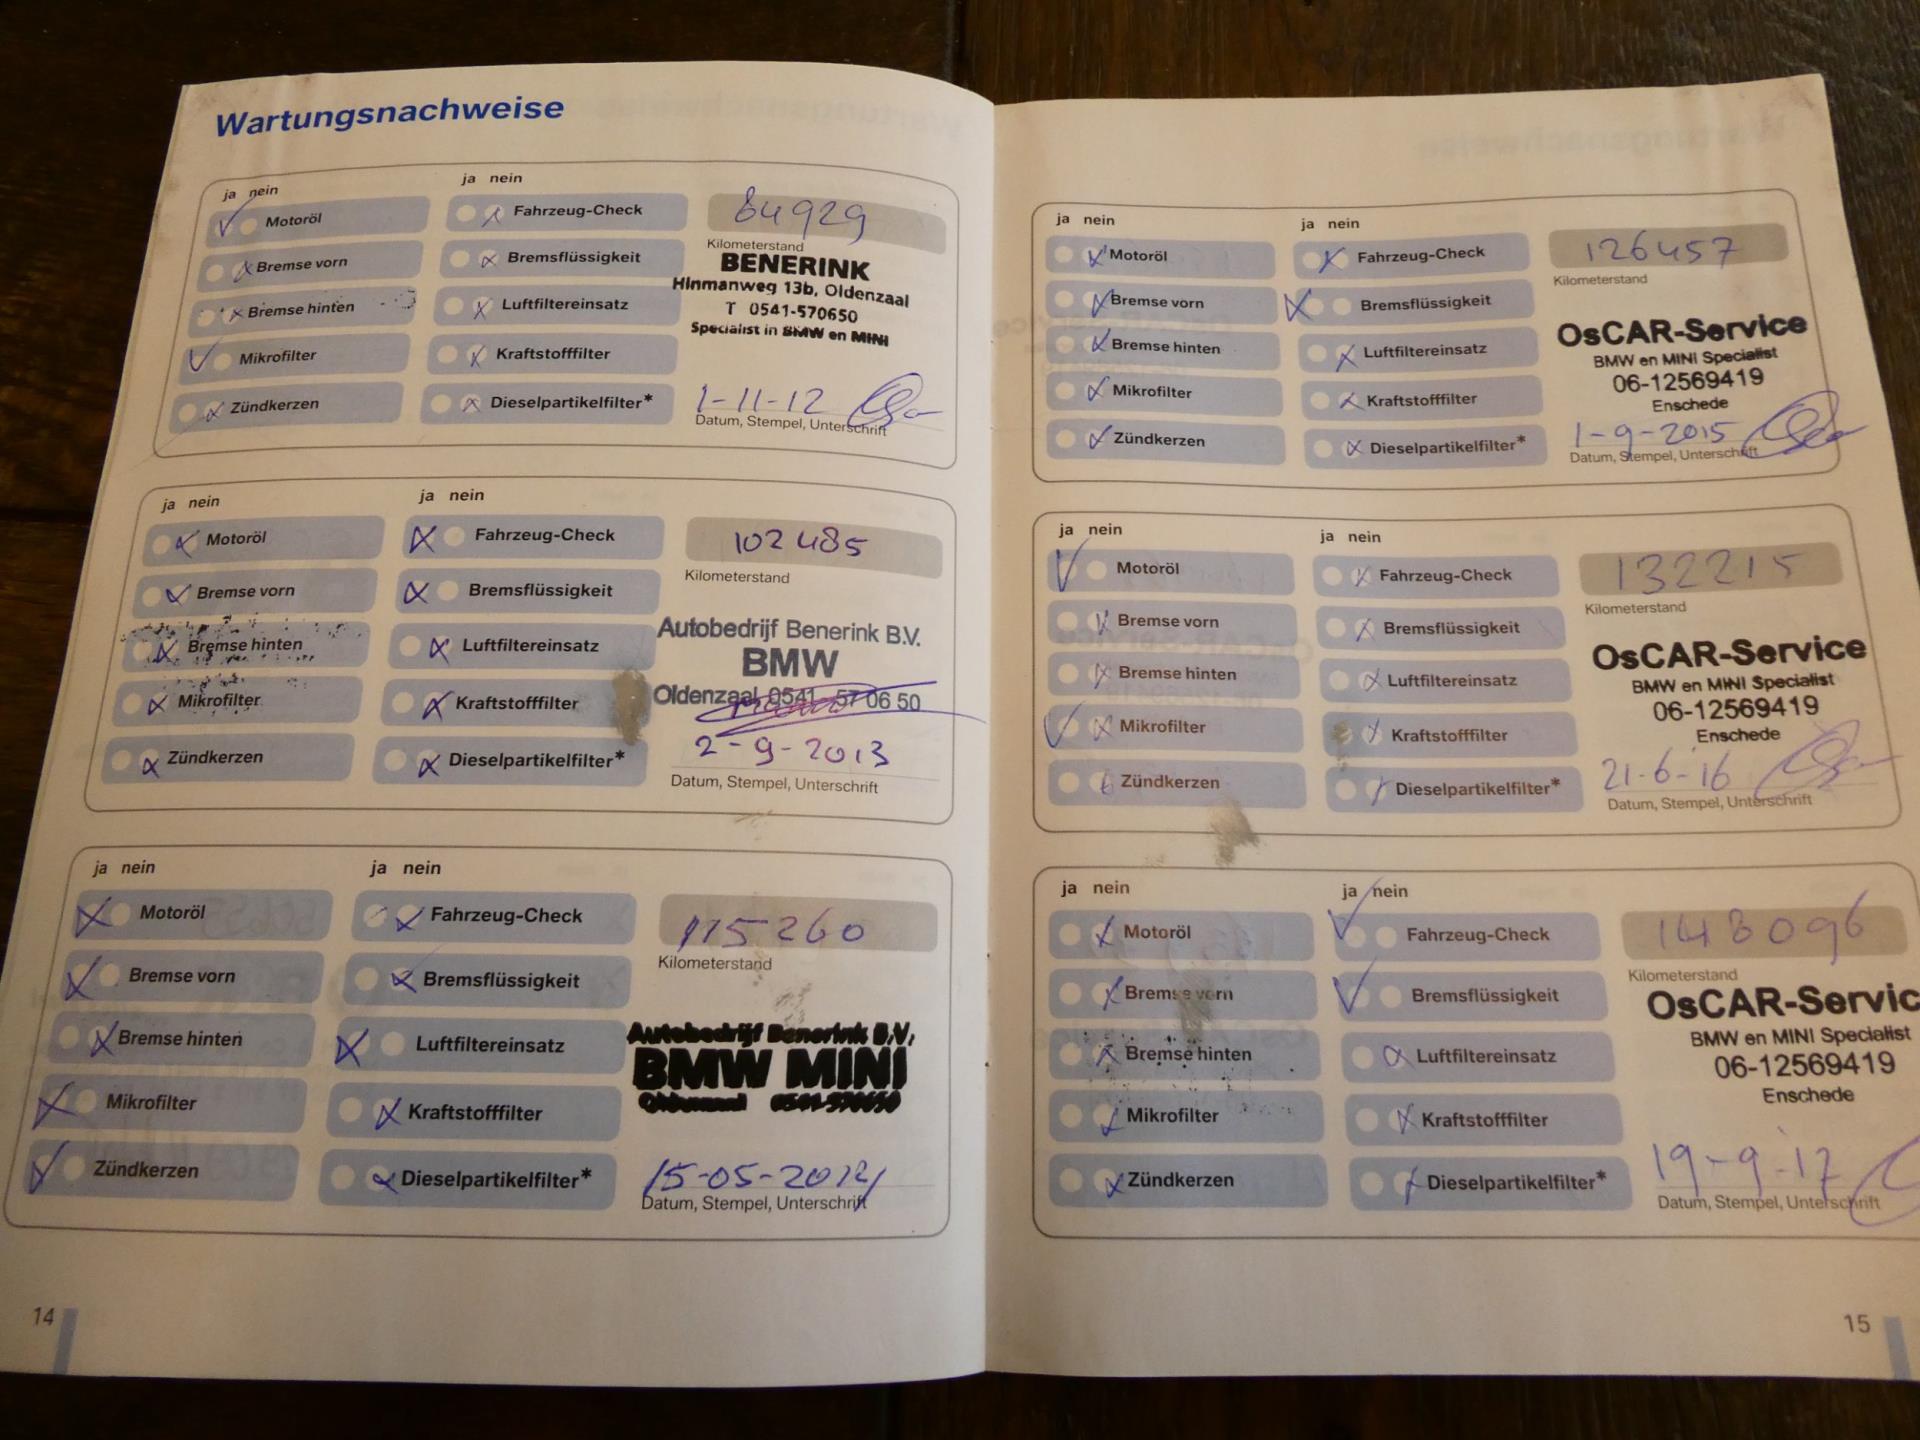 Wartungsnachweise
ja nein
ja nein
Motoröl
Fahrzeug-Check
84929
Bremse vorn
Bremsflüssigkeit
Kilometerstand
BENERINK
Hinmanweg 13b, Oldenzaal
T 0541-570650
Specialist in BMW en MINI
Bremse hinten
Luftfiltereinsatz
Mikrofilter
Kraftstofffilter
Zündkerzen
Dieselpartikelfilter*
1-11-12
Datum, Stempel, Unterschrift
ja nein
ja nein
Motoröl
Fahrzeug-Check
102485
Kilometerstand
Bremse vorn
Bremsflüssigkeit
Bremse hinten
Luftfiltereinsatz
Autobedrijf Benerink B.V.
BMW
Oldenzaal 0541 57 06 50
Mikrofilter
Kraftstofffilter
Zündkerzen
Dieselpartikelfilter*
2-9-2013
Datum, Stempel, Unterschrift
ja nein
ja nein
Motoröl
Fahrzeug-Check
115260
Kilometerstand
Bremse vorn
Bremsflüssigkeit
Bremse hinten
Luftfiltereinsatz
Autobedrijf Benerink B.V.
BMW MINI
Oldenzaal 0541-570650
Mikrofilter
Kraftstofffilter
Zündkerzen
Dieselpartikelfilter*
15-05-2014
Datum, Stempel, Unterschrift
14
ja nein
ja nein
Motoröl
Fahrzeug-Check
126457
Kilometerstand
Bremse vorn
Bremsflüssigkeit
Bremse hinten
Luftfiltereinsatz
OsCAR-Service
BMW en MINI Specialist
06-12569419
Enschede
Mikrofilter
Kraftstofffilter
Zündkerzen
Dieselpartikelfilter*
1-9-2015
Datum, Stempel, Unterschrift
ja nein
ja nein
Motoröl
Fahrzeug-Check
132215
Kilometerstand
Bremse vorn
Bremsflüssigkeit
Bremse hinten
Luftfiltereinsatz
OsCAR-Service
BMW en MINI Specialist
06-12569419
Enschede
Mikrofilter
Kraftstofffilter
Zündkerzen
Dieselpartikelfilter*
21-6-16
Datum, Stempel, Unterschrift
ja nein
ja nein
Motoröl
Fahrzeug-Check
148096
Kilometerstand
Bremse vorn
Bremsflüssigkeit
Bremse hinten
Luftfiltereinsatz
OsCAR-Servic
BMW en MINI Specialist
06-12569419
Enschede
Mikrofilter
Kraftstofffilter
Zündkerzen
Dieselpartikelfilter*
19-9-17
Datum, Stempel, Unterschrift
15